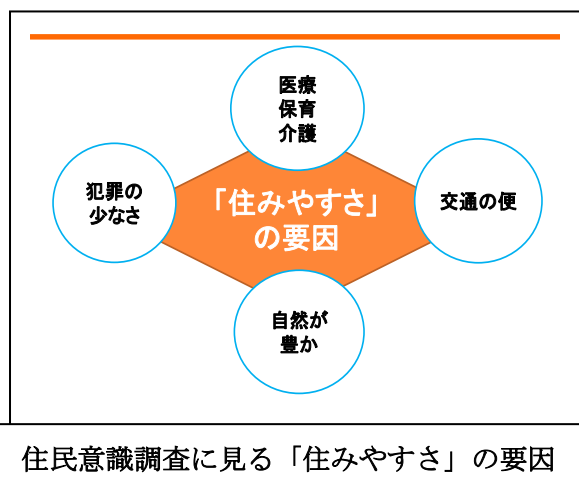 医療
保育
介護
犯罪の
少なさ
「住みやすさ」
の要因
交通の便
自然が
豊か
住民意識調査に見る「住みやすさ」の要因